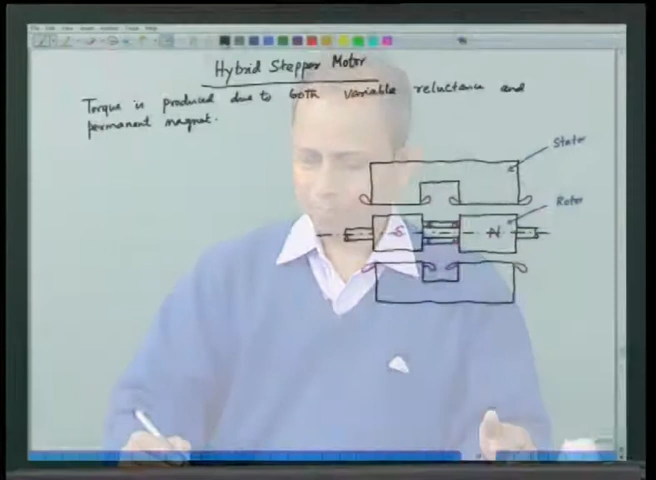 Hybrid Stepper Motor
Torque is produced due to both variable reluctance and
permanent magnet.
Stator
Rotor
S
N